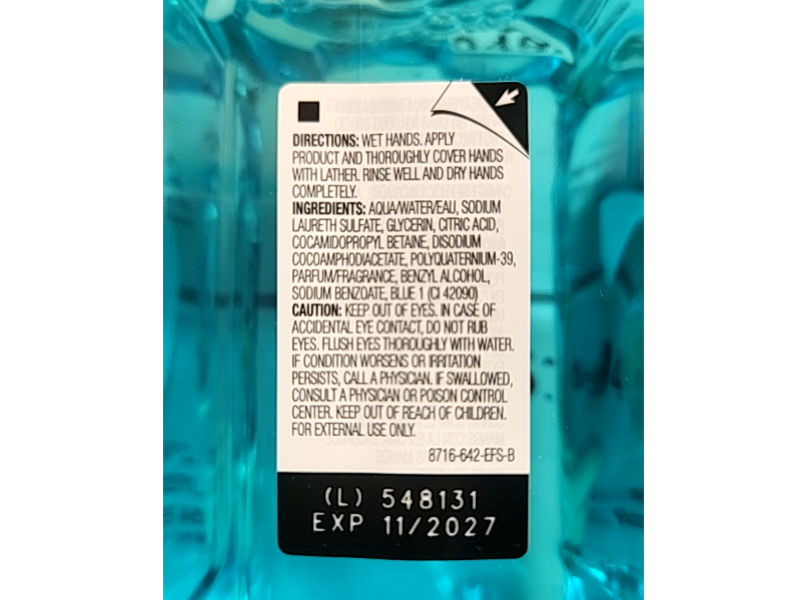 DIRECTIONS: WET HANDS. APPLY
PRODUCT AND THOROUGHLY COVER HANDS
WITH LATHER. RINSE WELL AND DRY HANDS
COMPLETELY.
INGREDIENTS: AQUA/WATER/EAU, SODIUM
LAURETH SULFATE, GLYCERIN, CITRIC ACID,
COCAMIDOPROPYL BETAINE, DISODIUM
COCOAMPHODIACETATE, POLYQUATERNIUM-39,
PARFUM/FRAGRANCE, BENZYL ALCOHOL,
SODIUM BENZOATE, BLUE 1 (CI 42090)
CAUTION: KEEP OUT OF EYES. IN CASE OF
ACCIDENTAL EYE CONTACT, DO NOT RUB
EYES. FLUSH EYES THOROUGHLY WITH WATER.
IF CONDITION WORSENS OR IRRITATION
PERSISTS, CALL A PHYSICIAN. IF SWALLOWED,
CONSULT A PHYSICIAN OR POISON CONTROL
CENTER. KEEP OUT OF REACH OF CHILDREN.
FOR EXTERNAL USE ONLY.
8716-642-EFS-B
(L) 548131
EXP 11/2027